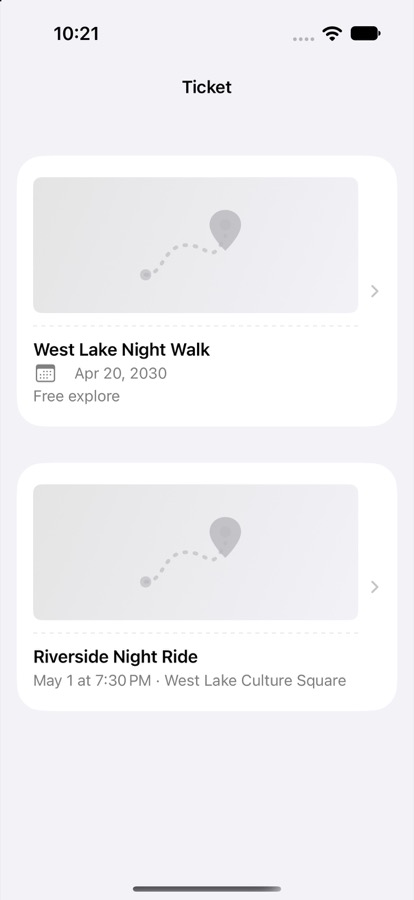 10:21
Ticket
West Lake Night Walk
Apr 20, 2030
Free explore
Riverside Night Ride
May 1 at 7:30 PM · West Lake Culture Square